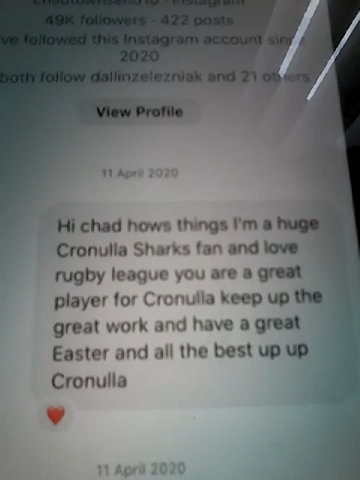 chadtownsend10 · Instagram
49K followers · 422 posts
've followed this Instagram account since
2020
both follow dallinzelezniak and 21 others
View Profile
11 April 2020
Hi chad hows things I'm a huge
Cronulla Sharks fan and love
rugby league you are a great
player for Cronulla keep up the
great work and have a great
Easter and all the best up up
Cronulla
11 April 2020